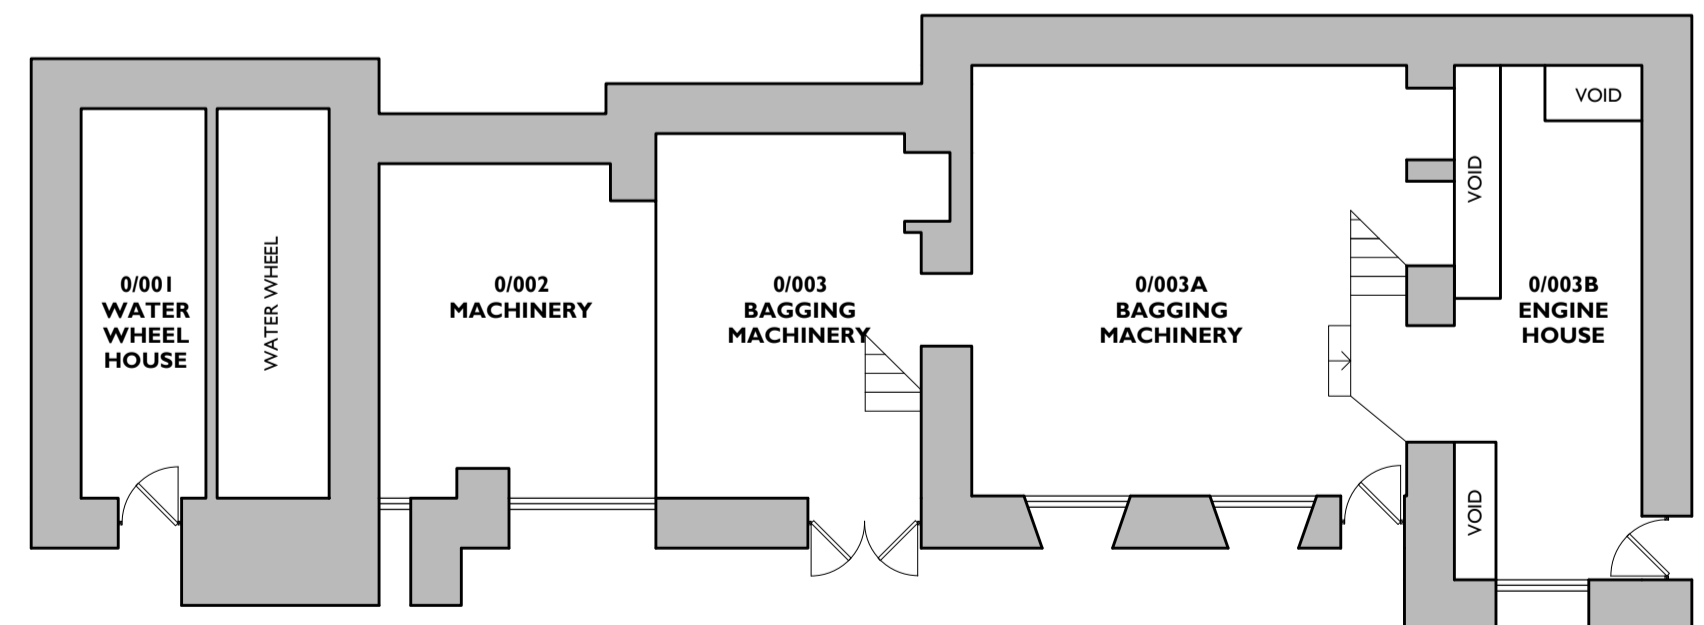 0/001
WATER
WHEEL
HOUSE
WATER WHEEL
0/002
MACHINERY
0/003
BAGGING
MACHINERY
0/003A
BAGGING
MACHINERY
VOID
VOID
0/003B
ENGINE
HOUSE
VOID